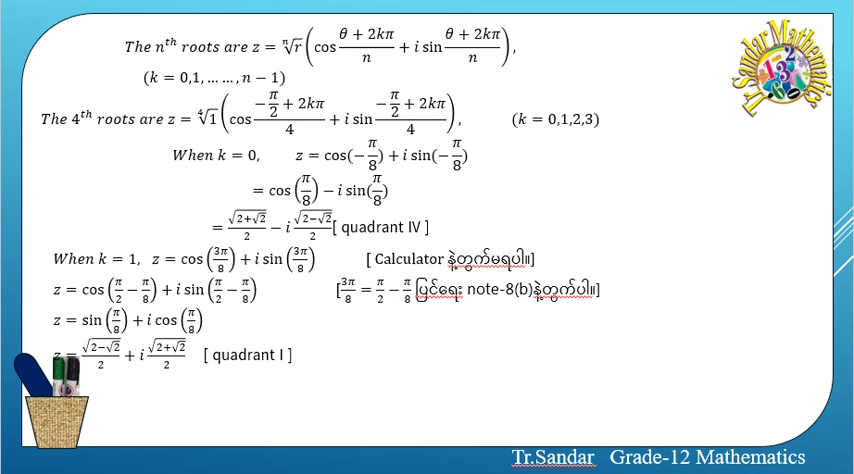 The nᵗʰ roots are z = ⁿ√r (cos (θ + 2kπ)/n + i sin (θ + 2kπ)/n),
(k = 0,1, … …, n − 1)
The 4ᵗʰ roots are z = ⁴√1 (cos (−π/2 + 2kπ)/4 + i sin (−π/2 + 2kπ)/4), (k = 0,1,2,3)
When k = 0, z = cos(−π/8) + i sin(−π/8)
= cos (π/8) − i sin(π/8)
= √(2+√2)/2 − i √(2−√2)/2 [ quadrant IV ]
When k = 1, z = cos (3π/8) + i sin (3π/8) [ Calculator နဲ့တွက်မရပါ။]
z = cos (π/2 − π/8) + i sin (π/2 − π/8) [3π/8 = π/2 − π/8 ပြင်ရေး note-8(b)နဲ့တွက်ပါ။]
z = sin (π/8) + i cos (π/8)
z = √(2−√2)/2 + i √(2+√2)/2 [ quadrant I ]
Tr.Sandar Mathematics
Tr.Sandar Grade-12 Mathematics